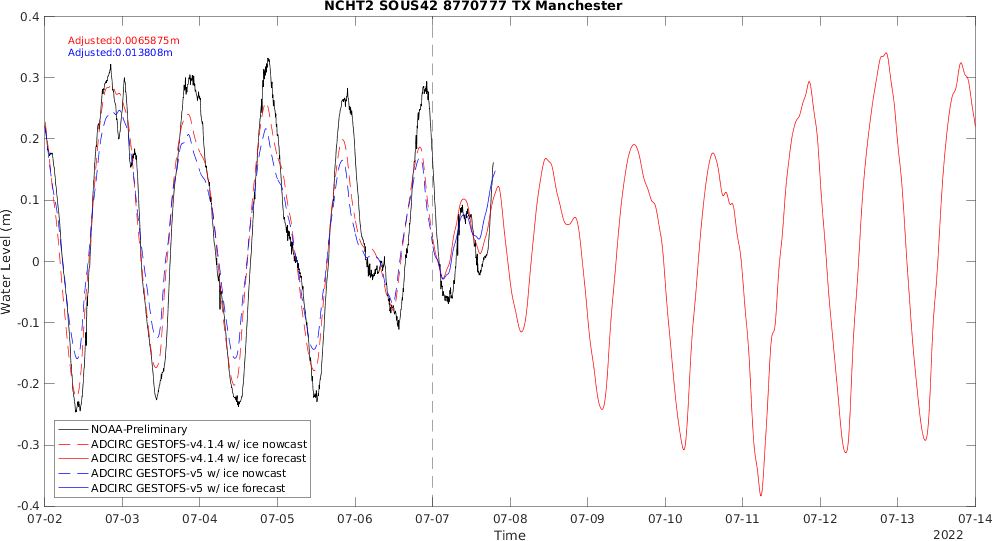 NCHT2 SOUS42 8770777 TX Manchester
Adjusted:0.0065875m
Adjusted:0.013808m
0.4
0.3
0.2
0.1
0
-0.1
-0.2
-0.3
-0.4
Water Level (m)
NOAA-Preliminary
ADCIRC GESTOFS-v4.1.4 w/ ice nowcast
ADCIRC GESTOFS-v4.1.4 w/ ice forecast
ADCIRC GESTOFS-v5 w/ ice nowcast
ADCIRC GESTOFS-v5 w/ ice forecast
07-02 07-03 07-04 07-05 07-06 07-07 07-08 07-09 07-10 07-11 07-12 07-13 07-14
Time
2022